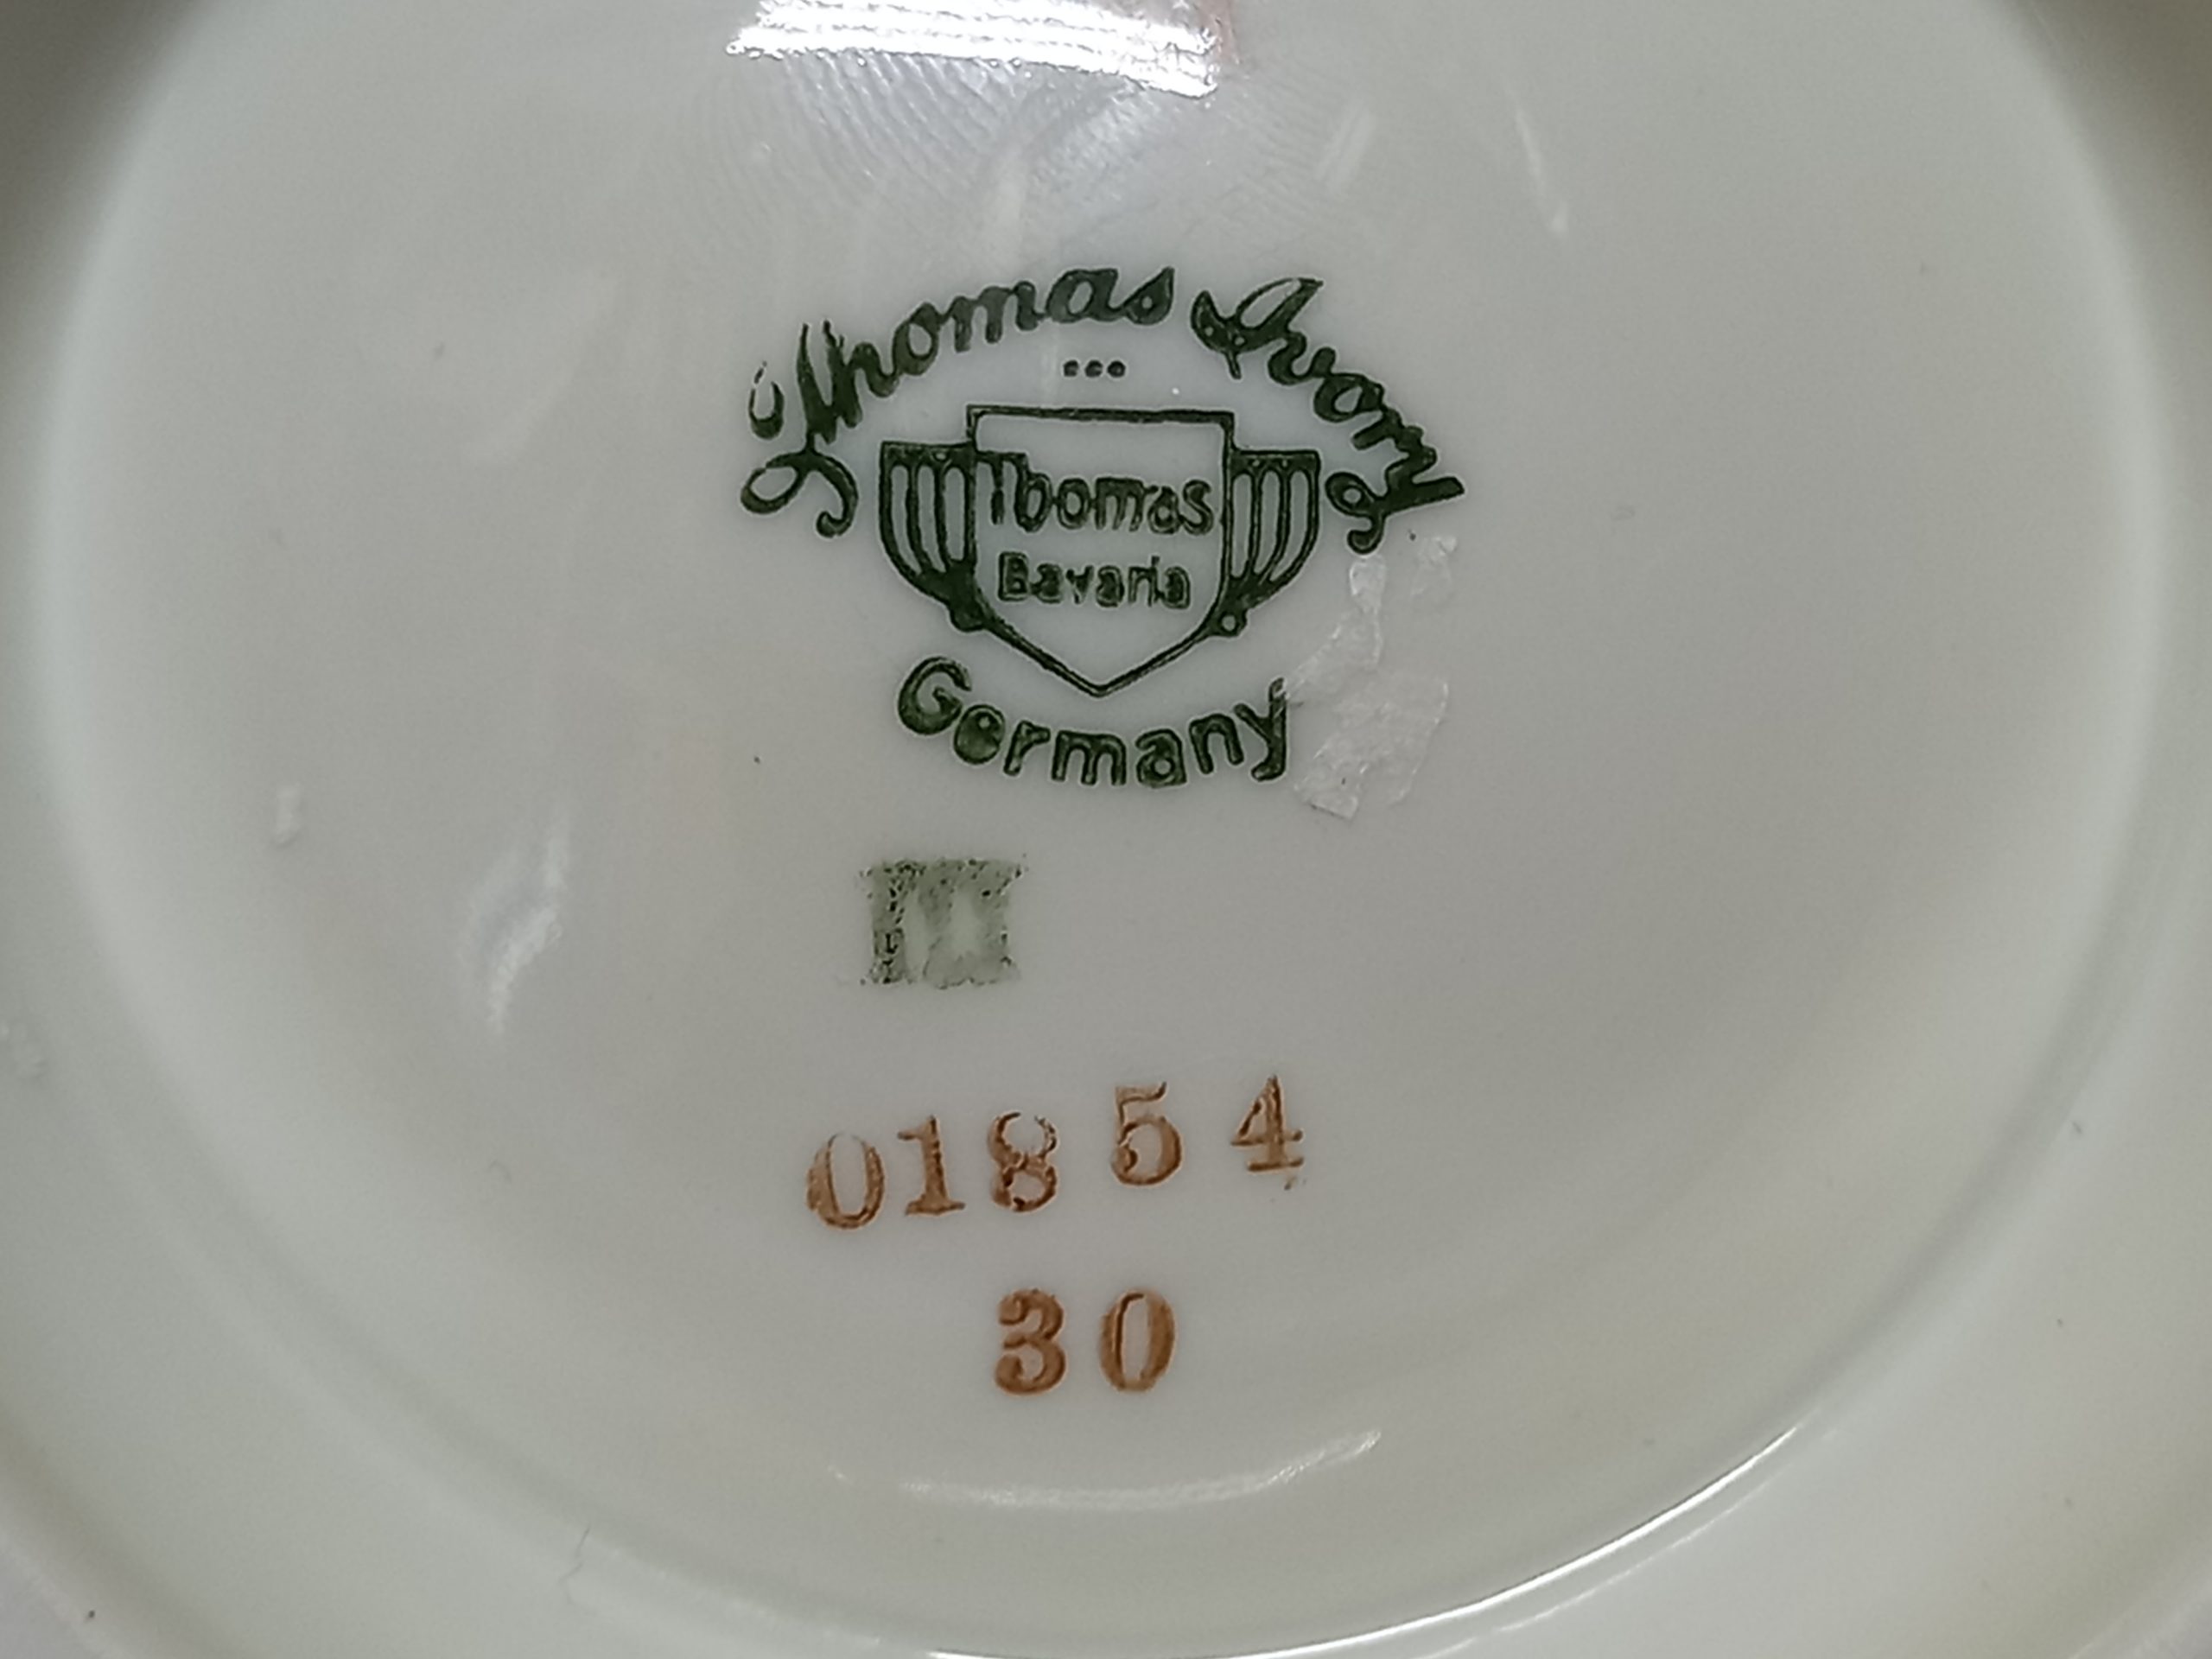 Thomas Ivory
Thomas
Bavaria
Germany
01854
30